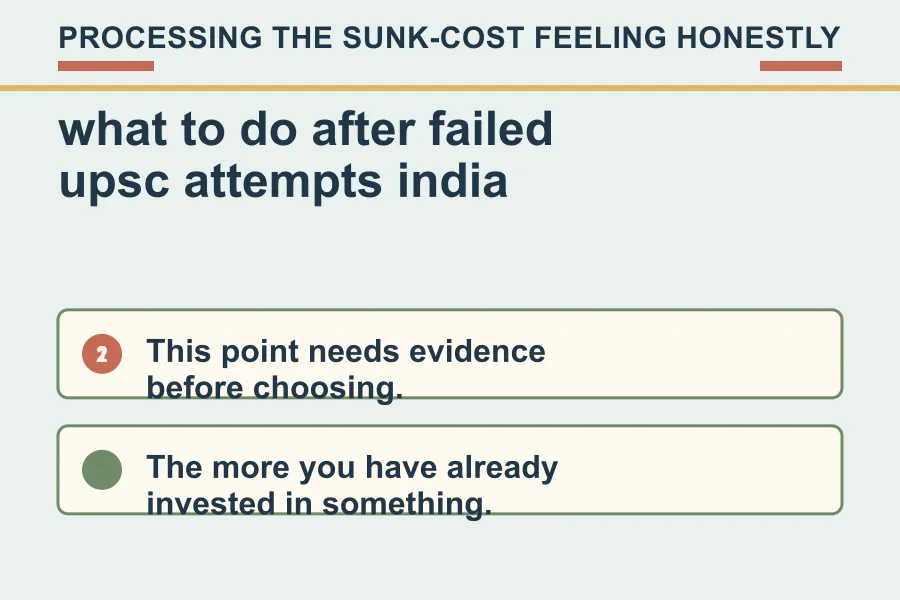 PROCESSING THE SUNK-COST FEELING HONESTLY
what to do after failed
upsc attempts india
2
This point needs evidence
before choosing.
The more you have already
invested in something.